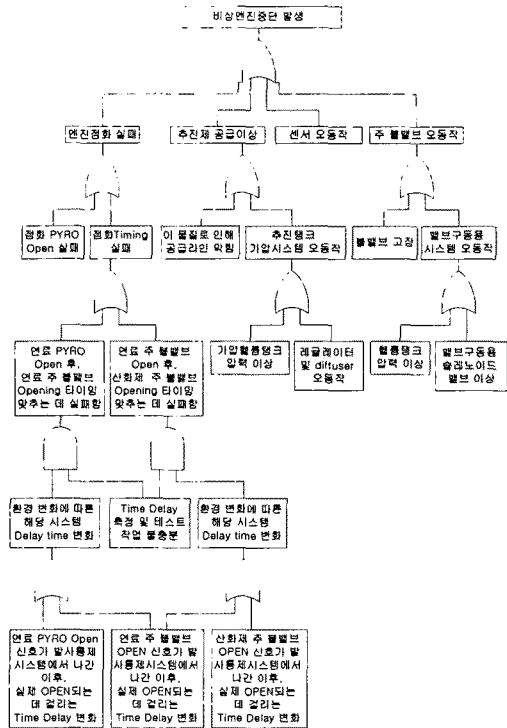 비상엔진중단 발생
엔진점화 실패
추진제 공급이상
센서 오동작
주 볼밸브 오동작
점화 PYRO
Open 실패
점화Timing
실패
이 물질로 인해
공급라인 막힘
추진탱크
가압시스템 오동작
볼밸브 고장
밸브구동용
시스템 오동작
연료 PYRO
Open 후,
연료 주 볼밸브
Opening 타이밍
맞추는 데 실패함
연료 주 볼밸브
Open 후,
산화제 주 볼밸브
Opening 타이밍
맞추는 데 실패함
가압헬륨탱크
압력 이상
레귤레이터
및 diffuser
오동작
헬륨탱크
압력 이상
밸브구동용
솔레노이드
밸브 이상
환경 변화에 따른
해당 시스템
Delay time 변화
Time Delay
측정 및 테스트
작업 불충분
환경 변화에 따른
해당 시스템
Delay time 변화
연료 PYRO Open
신호가 발사통제
시스템에서 나간
이후,
실제 OPEN되는
데 걸리는
Time Delay 변화
연료 주 볼밸브
OPEN 신호가 발
사통제시스템에서
나간 이후,
실제 OPEN되는
데 걸리는
Time Delay 변화
산화제 주 볼밸브
OPEN 신호가 발
사통제시스템에서
나간 이후,
실제 OPEN되는
데 걸리는
Time Delay 변화